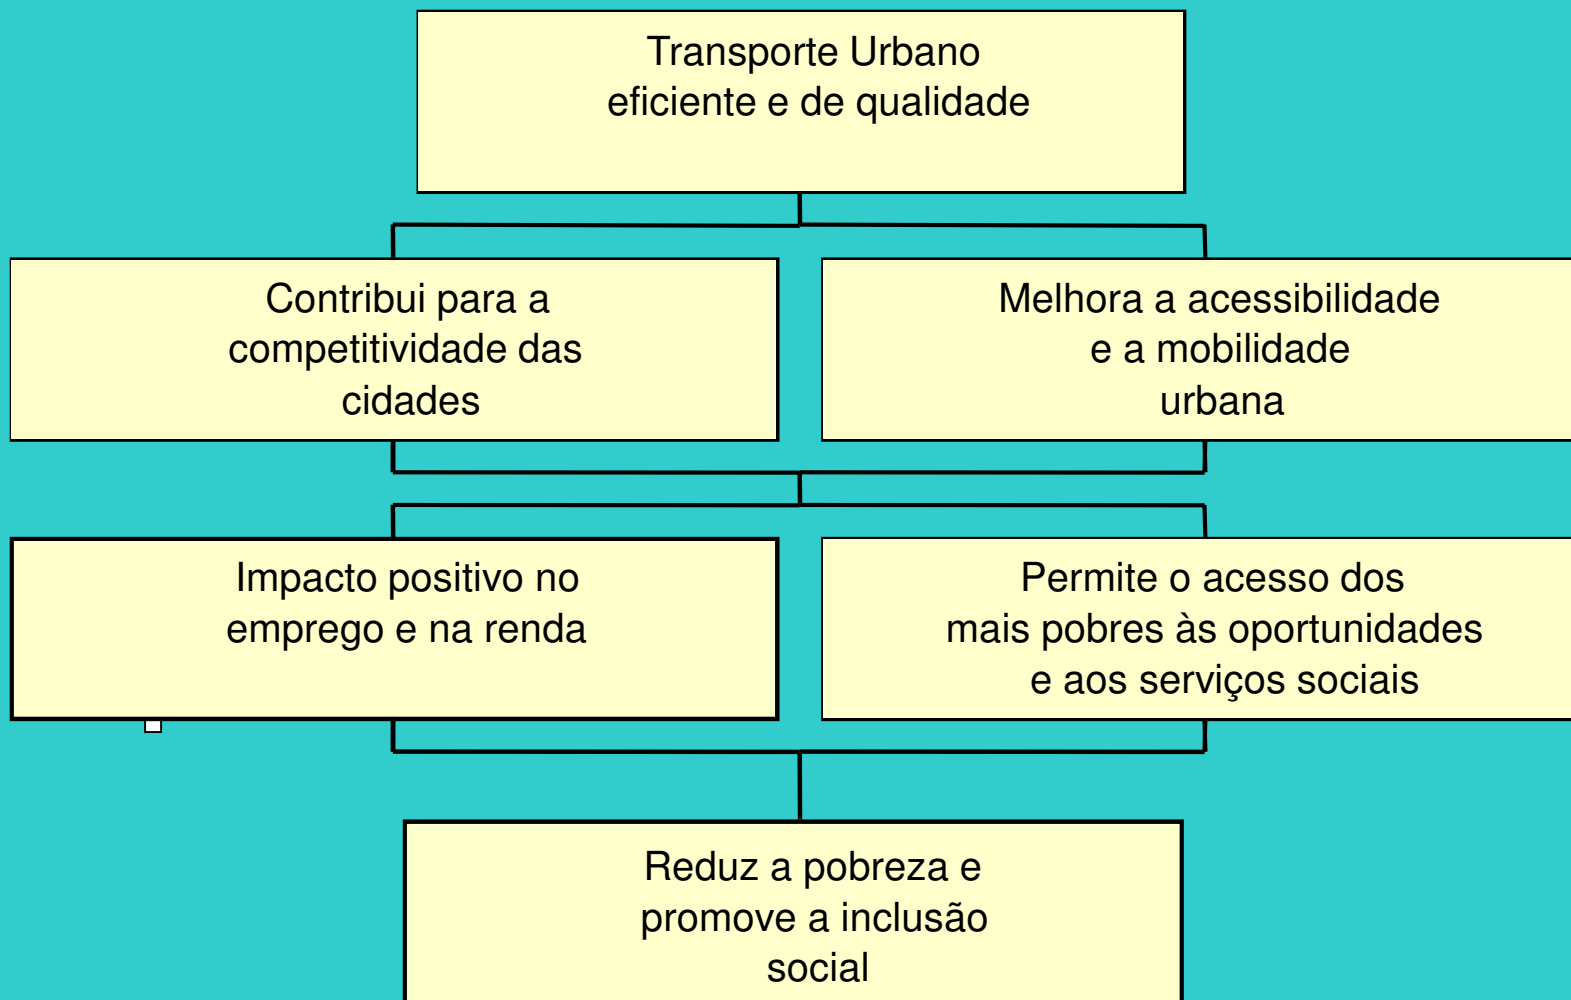 Transporte Urbano
eficiente e de qualidade
Contribui para a
competitividade das
cidades
Melhora a acessibilidade
e a mobilidade
urbana
Impacto positivo no
emprego e na renda
Permite o acesso dos
mais pobres às oportunidades
e aos serviços sociais
Reduz a pobreza e
promove a inclusão
social